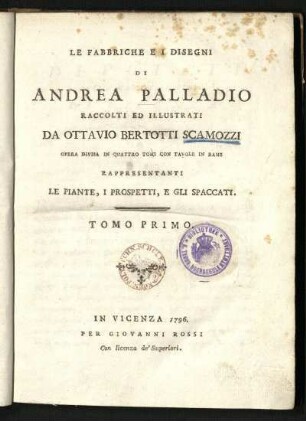 LE FABBRICHE E I DISEGNI
DI
ANDREA PALLADIO
RACCOLTI ED ILLUSTRATI
DA OTTAVIO BERTOTTI SCAMOZZI
OPERA DIVISA IN QUATTRO TOMI CON TAVOLE IN RAME
RAPPRESENTANTI
LE PIANTE, I PROSPETTI, E GLI SPACCATI.
TOMO PRIMO.
IN VICENZA 1796.
PER GIOVANNI ROSSI
Con licenza de' Superiori.